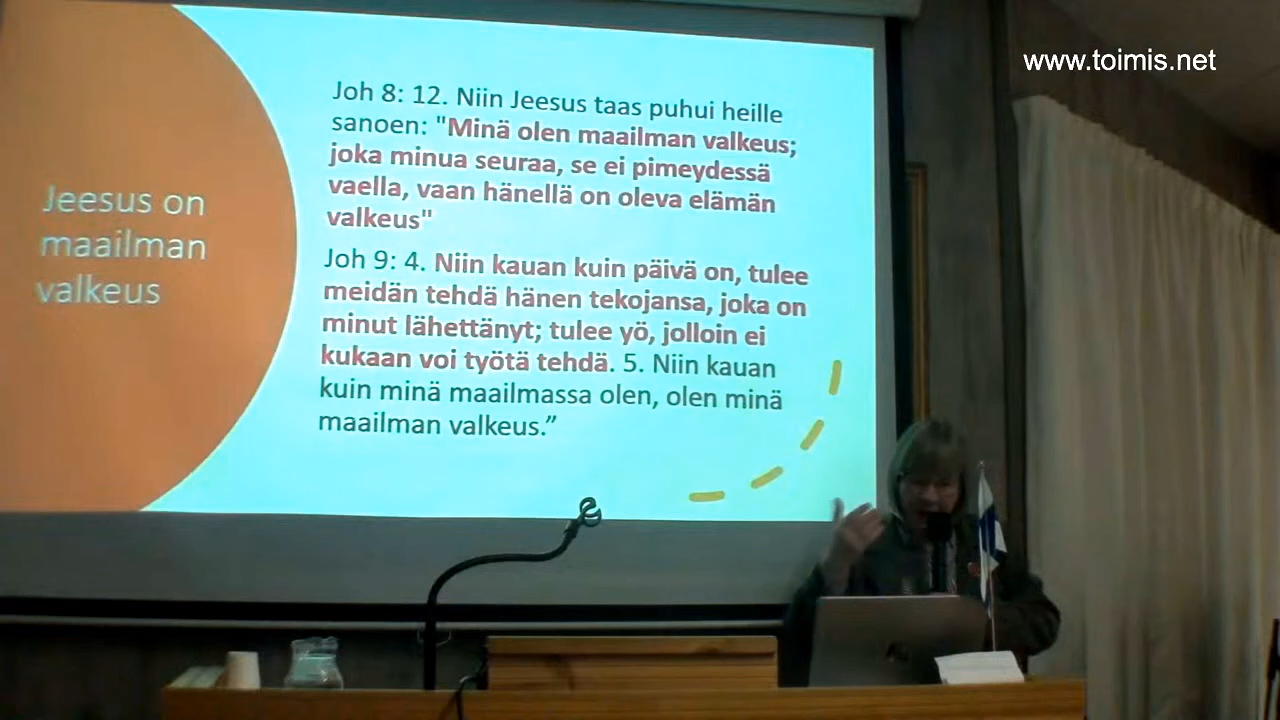 www.toimis.net
Jeesus on
maailman
valkeus
Joh 8: 12. Niin Jeesus taas puhui heille
sanoen: "Minä olen maailman valkeus;
joka minua seuraa, se ei pimeydessä
vaella, vaan hänellä on oleva elämän
valkeus"
Joh 9: 4. Niin kauan kuin päivä on, tulee
meidän tehdä hänen tekojansa, joka on
minut lähettänyt; tulee yö, jolloin ei
kukaan voi työtä tehdä. 5. Niin kauan
kuin minä maailmassa olen, olen minä
maailman valkeus.”